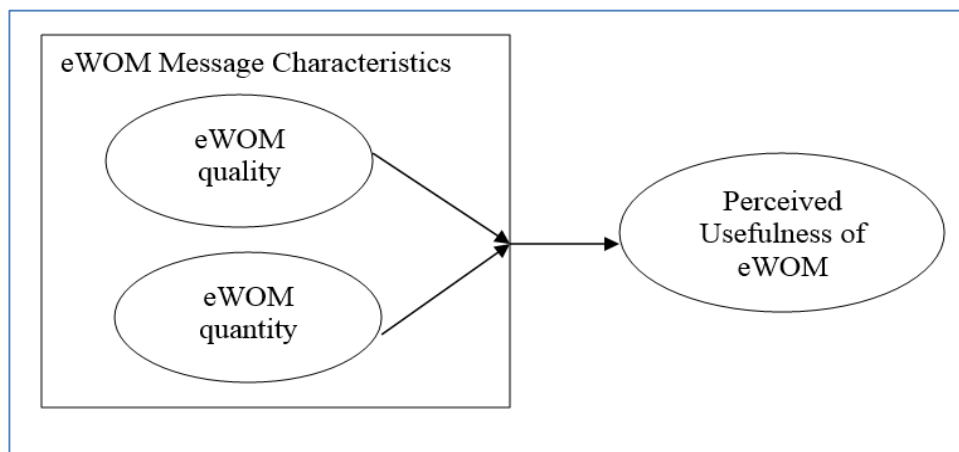 eWOM Message Characteristics
eWOM
quality
eWOM
quantity
Perceived
Usefulness of
eWOM